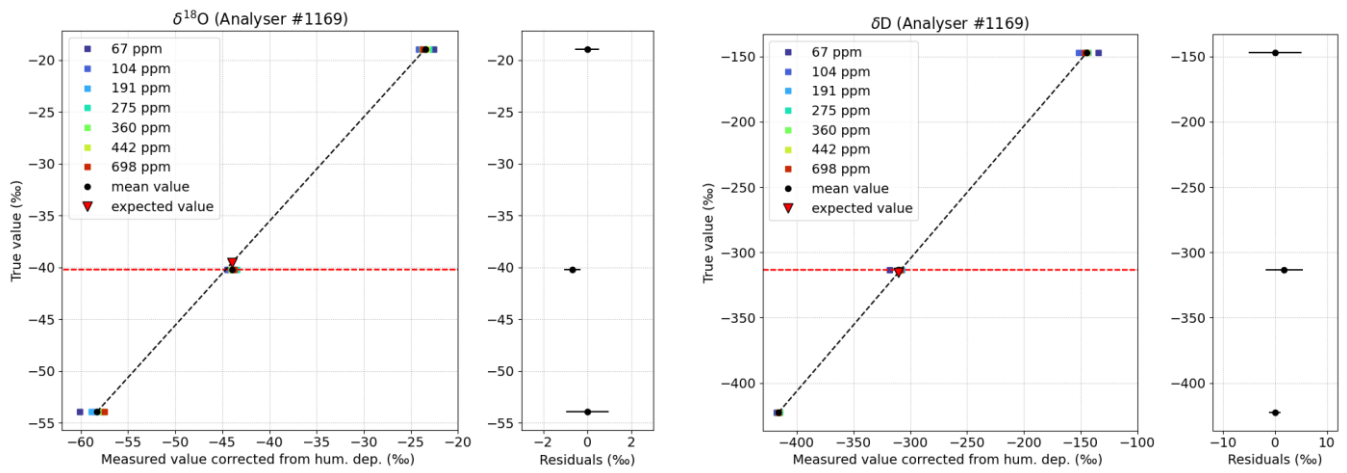 δ¹⁸O (Analyser #1169)
67 ppm
104 ppm
191 ppm
275 ppm
360 ppm
442 ppm
698 ppm
mean value
expected value
True value (‰)
−20
−25
−30
−35
−40
−45
−50
−55
−60
−55
−50
−45
−40
−35
−30
−25
−20
Measured value corrected from hum. dep. (‰)
−20
−25
−30
−35
−40
−45
−50
−55
−2
0
2
Residuals (‰)
δD (Analyser #1169)
67 ppm
104 ppm
191 ppm
275 ppm
360 ppm
442 ppm
698 ppm
mean value
expected value
True value (‰)
−150
−200
−250
−300
−350
−400
−400
−350
−300
−250
−200
−150
−100
Measured value corrected from hum. dep. (‰)
−150
−200
−250
−300
−350
−400
−10
0
10
Residuals (‰)